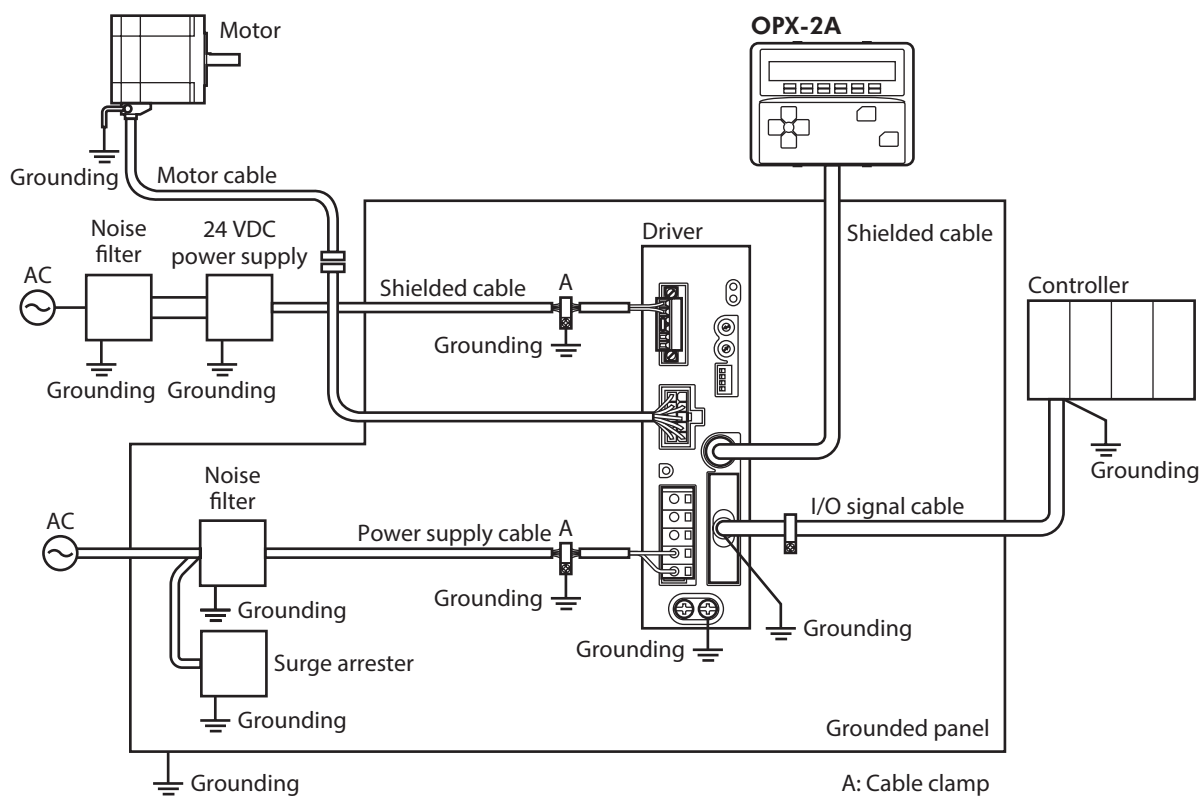 Motor
OPX-2A
Grounding
Motor cable
Noise
filter
24 VDC
power supply
AC
Driver
Shielded cable
Controller
Shielded cable
A
Grounding
Grounding
Grounding
Grounding
Noise
filter
AC
Power supply cable
A
I/O signal cable
Grounding
Grounding
Grounding
Grounding
Surge arrester
Grounding
Grounding
Grounded panel
Grounding
A: Cable clamp